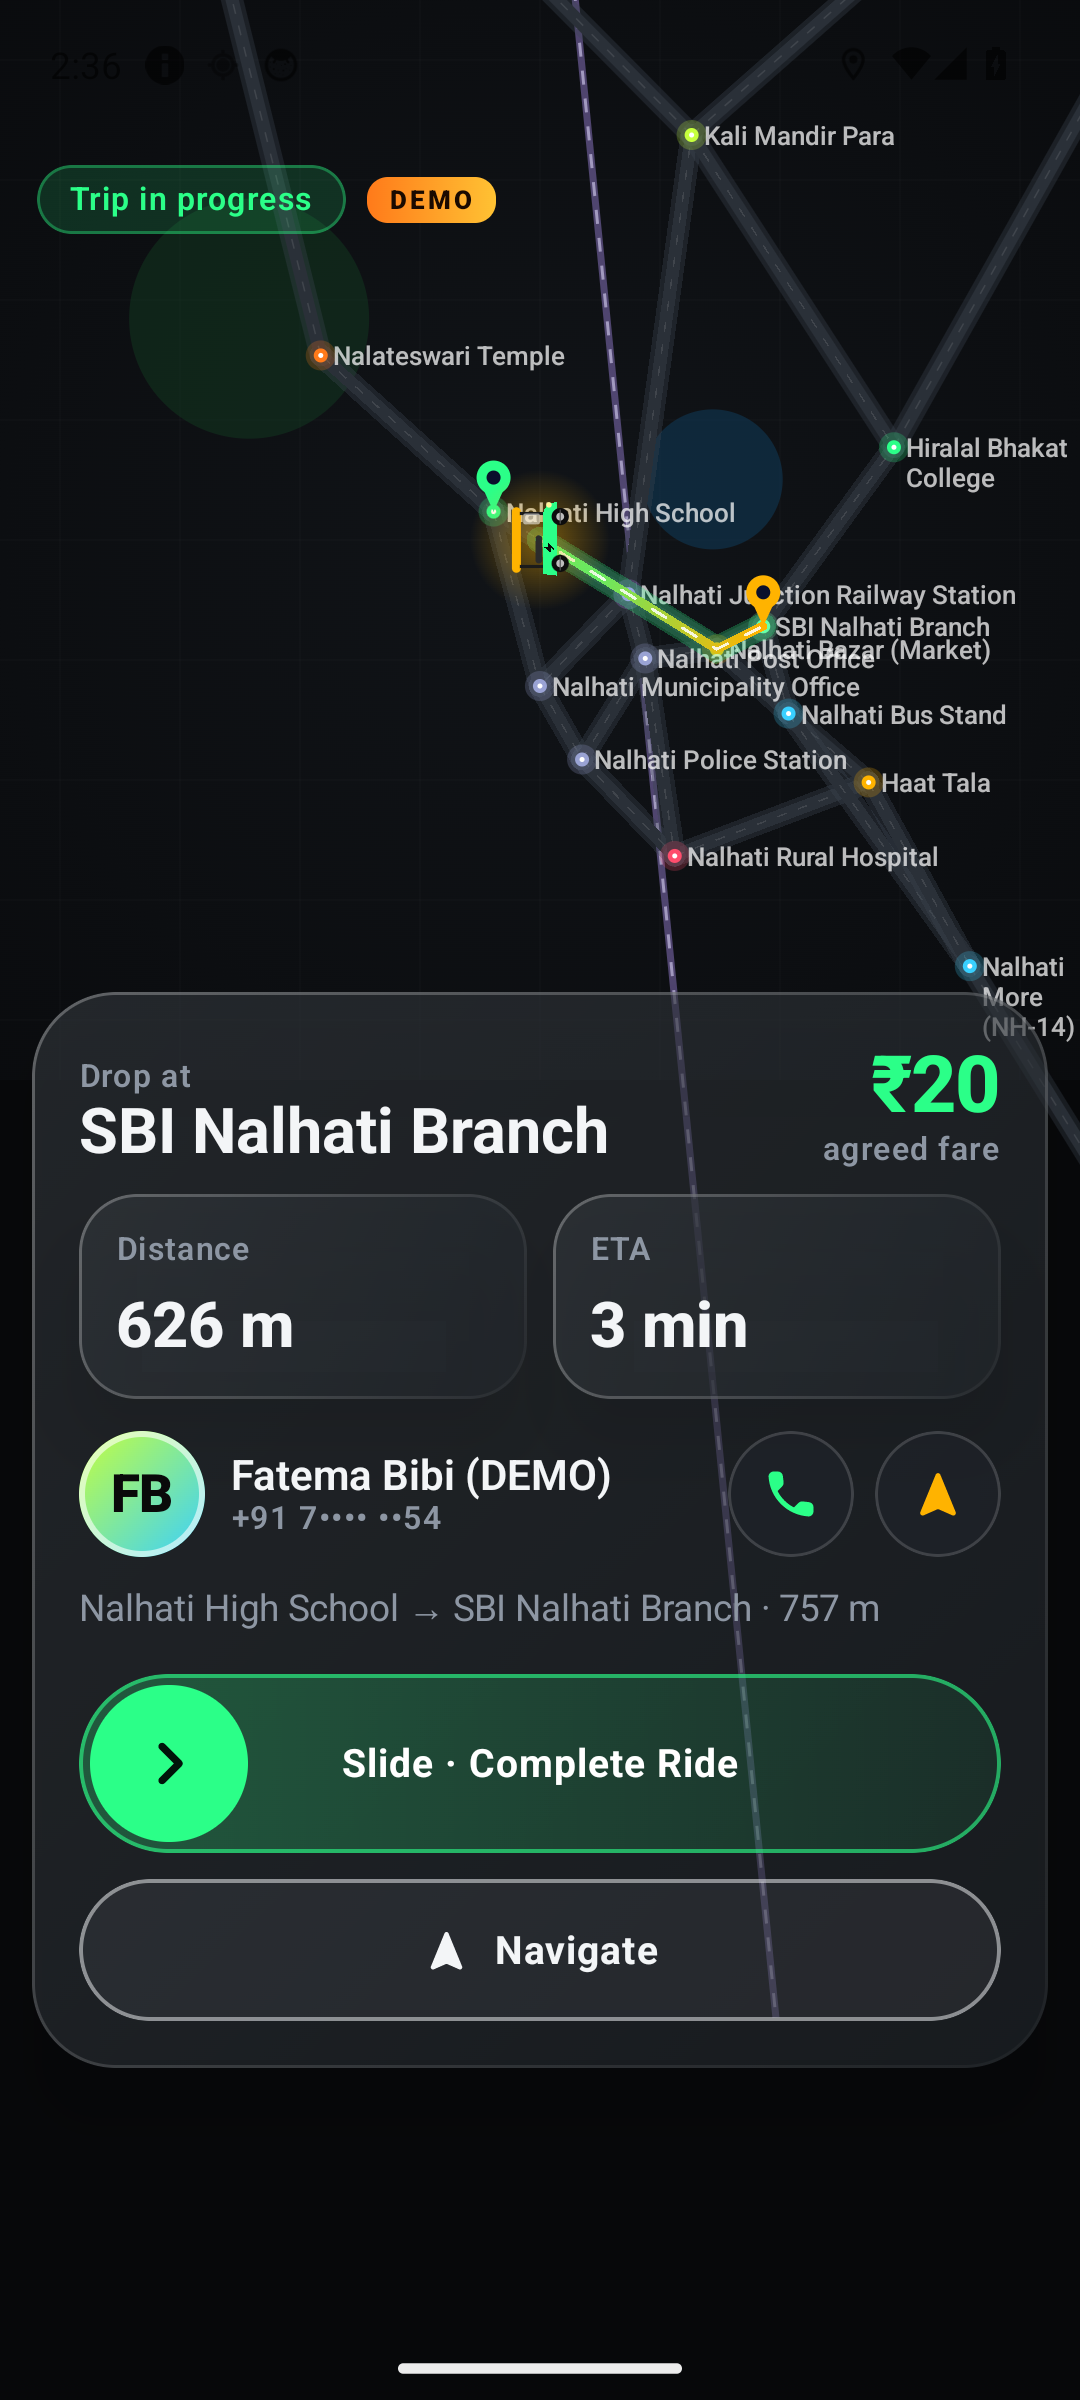 2:36
Kali Mandir Para
Trip in progress
DEMO
Nalateswari Temple
Hiralal Bhakat
College
High School
Nalhati Junction Railway Station
SBI Nalhati Branch
Nalhati Bazar (Market)
Nalhati Post Office
Nalhati Municipality Office
Nalhati Bus Stand
Nalhati Police Station
Haat Tala
Nalhati Rural Hospital
Nalhati
More
(NH-14)
Drop at
₹20
SBI Nalhati Branch
agreed fare
Distance
ETA
626 m
3 min
FB
Fatema Bibi (DEMO)
+91 7•••• ••54
Nalhati High School → SBI Nalhati Branch · 757 m
Slide · Complete Ride
Navigate